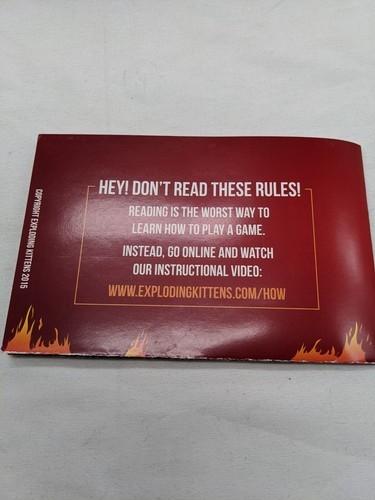 HEY! DON'T READ THESE RULES!
READING IS THE WORST WAY TO
LEARN HOW TO PLAY A GAME.
INSTEAD, GO ONLINE AND WATCH
OUR INSTRUCTIONAL VIDEO:
WWW.EXPLODINGKITTENS.COM/HOW
COPYRIGHT EXPLODING KITTENS 2015